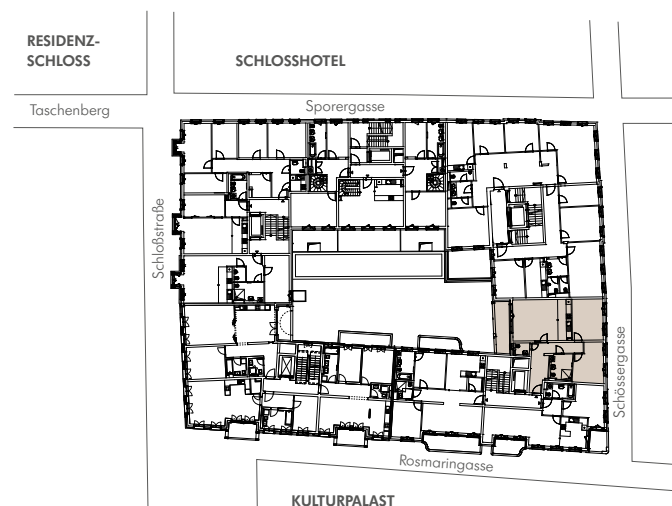 RESIDENZ-
SCHLOSS
SCHLOSSHOTEL
Taschenberg
Sporergasse
Schloßstraße
Schössergasse
Rosmaringasse
KULTURPALAST